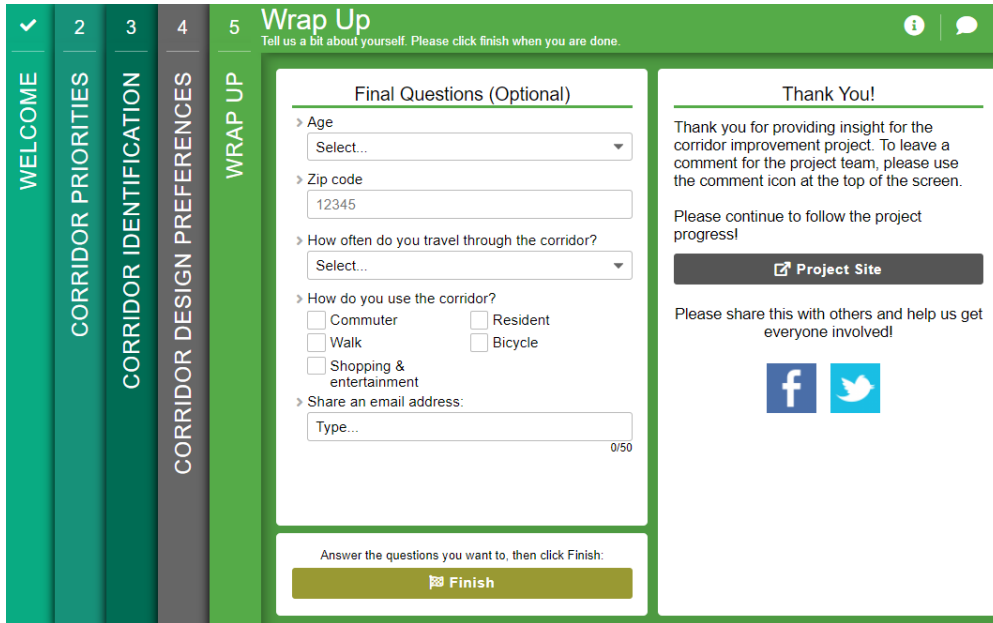 WELCOME
2
CORRIDOR PRIORITIES
3
CORRIDOR IDENTIFICATION
4
CORRIDOR DESIGN PREFERENCES
5
WRAP UP
Wrap Up
Tell us a bit about yourself. Please click finish when you are done.
Final Questions (Optional)
Age
Select...
Zip code
12345
How often do you travel through the corridor?
Select...
How do you use the corridor?
Commuter
Resident
Walk
Bicycle
Shopping &
entertainment
Share an email address:
Type...
0/50
Answer the questions you want to, then click Finish:
Finish
Thank You!
Thank you for providing insight for the
corridor improvement project. To leave a
comment for the project team, please use
the comment icon at the top of the screen.
Please continue to follow the project
progress!
Project Site
Please share this with others and help us get
everyone involved!